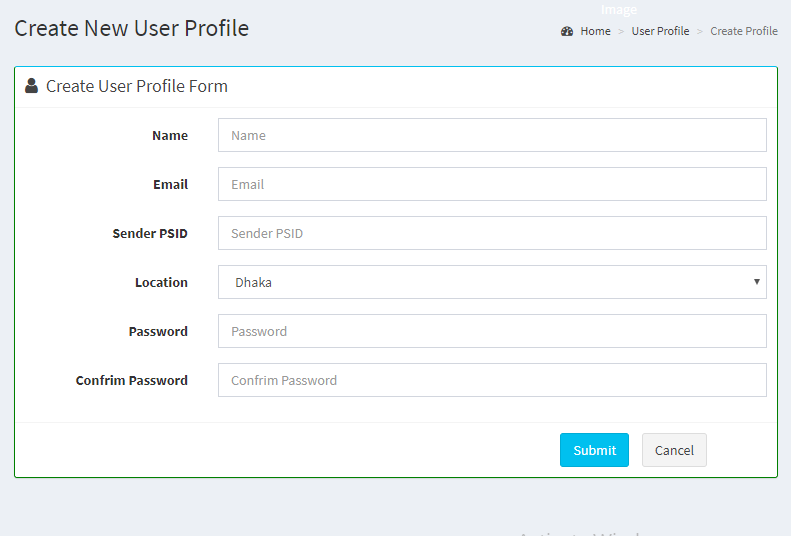 Image
Create New User Profile
Home > User Profile > Create Profile
Create User Profile Form
Name Name
Email Email
Sender PSID Sender PSID
Location Dhaka
Password Password
Confrim Password Confrim Password
Submit Cancel